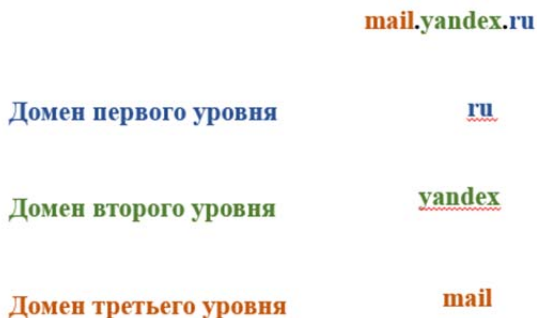 mail.yandex.ru
Домен первого уровня ru
Домен второго уровня yandex
Домен третьего уровня mail